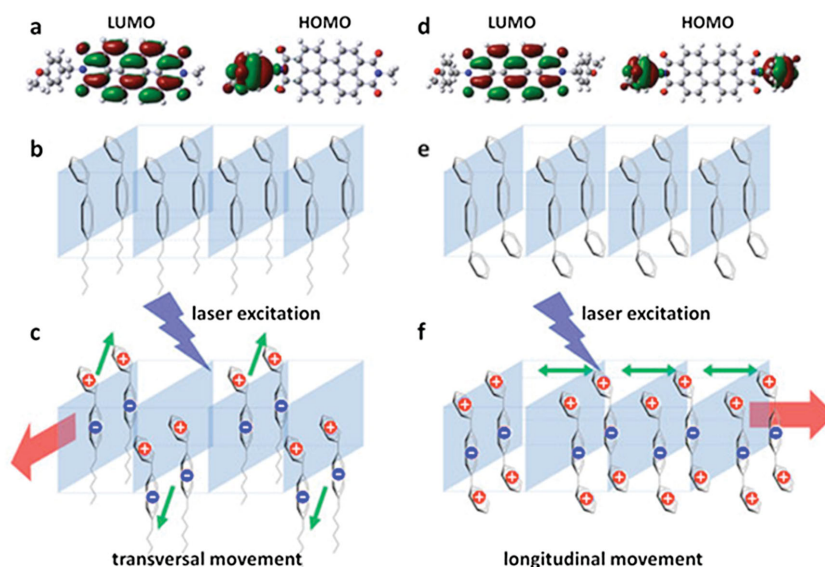 a LUMO HOMO
d LUMO HOMO
b
e
laser excitation
laser excitation
c
f
transversal movement
longitudinal movement